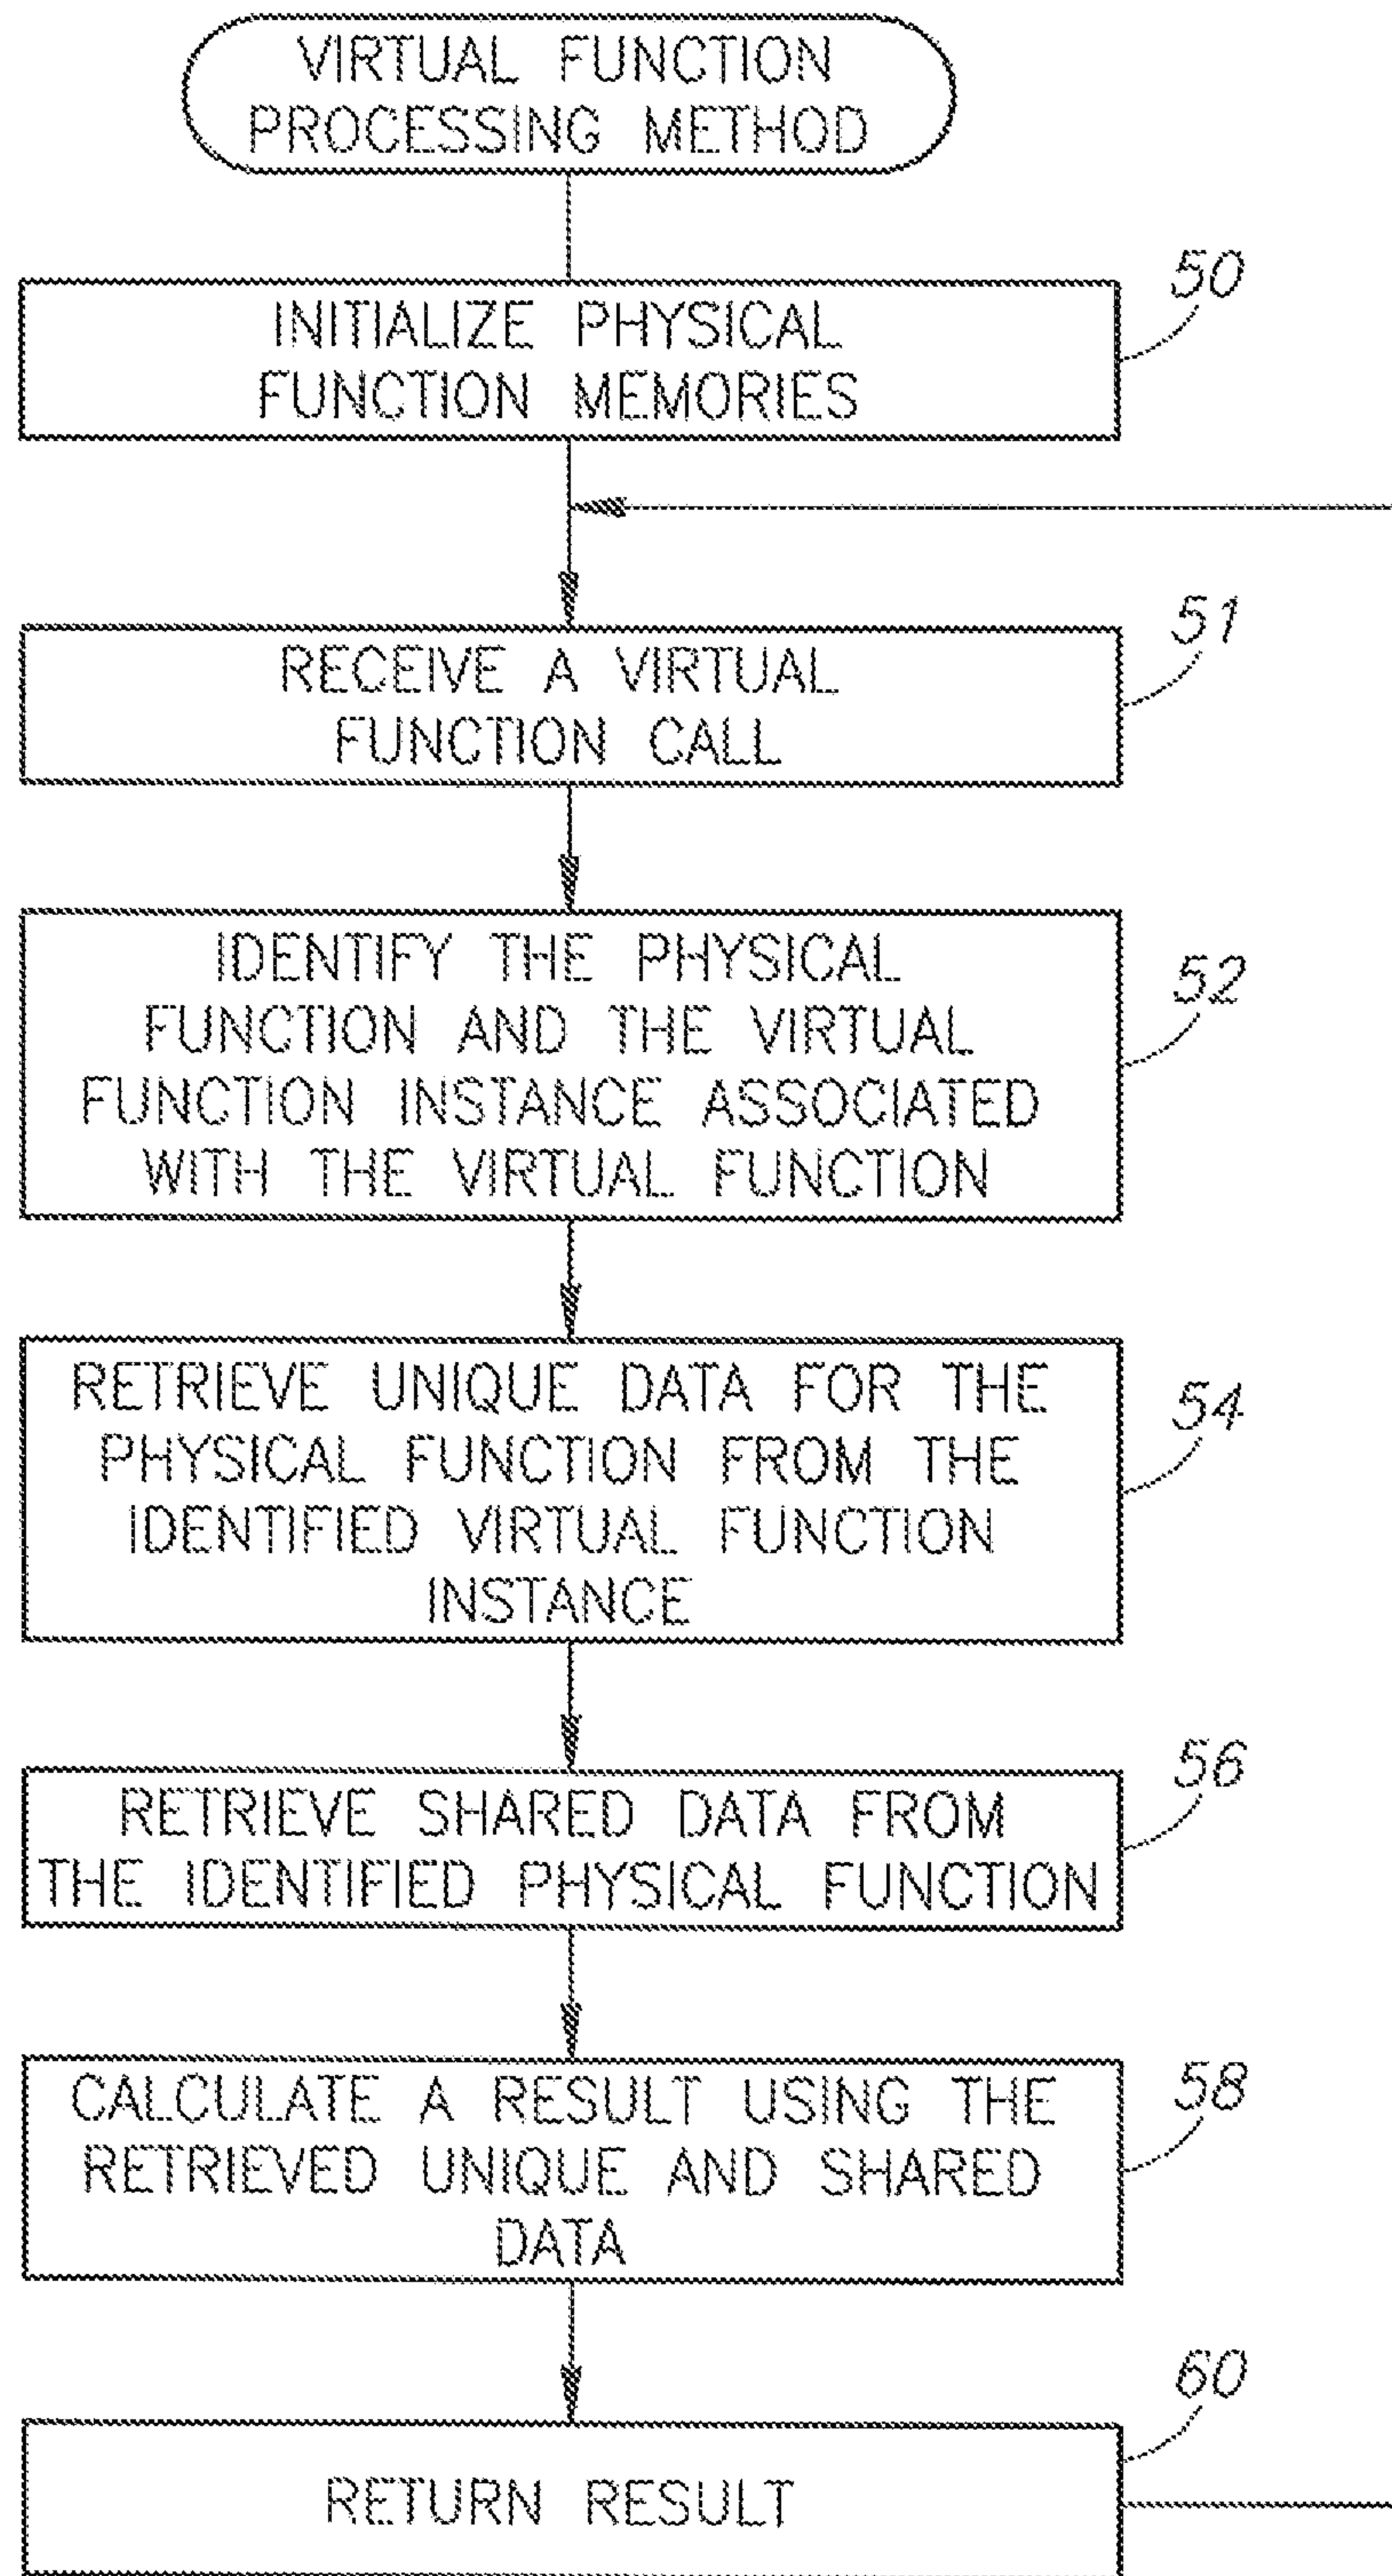 VIRTUAL FUNCTION
PROCESSING METHOD
50
INITIALIZE PHYSICAL
FUNCTION MEMORIES
51
RECEIVE A VIRTUAL
FUNCTION CALL
52
IDENTIFY THE PHYSICAL
FUNCTION AND THE VIRTUAL
FUNCTION INSTANCE ASSOCIATED
WITH THE VIRTUAL FUNCTION
54
RETRIEVE UNIQUE DATA FOR THE
PHYSICAL FUNCTION FROM THE
IDENTIFIED VIRTUAL FUNCTION
INSTANCE
56
RETRIEVE SHARED DATA FROM
THE IDENTIFIED PHYSICAL FUNCTION
58
CALCULATE A RESULT USING THE
RETRIEVED UNIQUE AND SHARED
DATA
60
RETURN RESULT